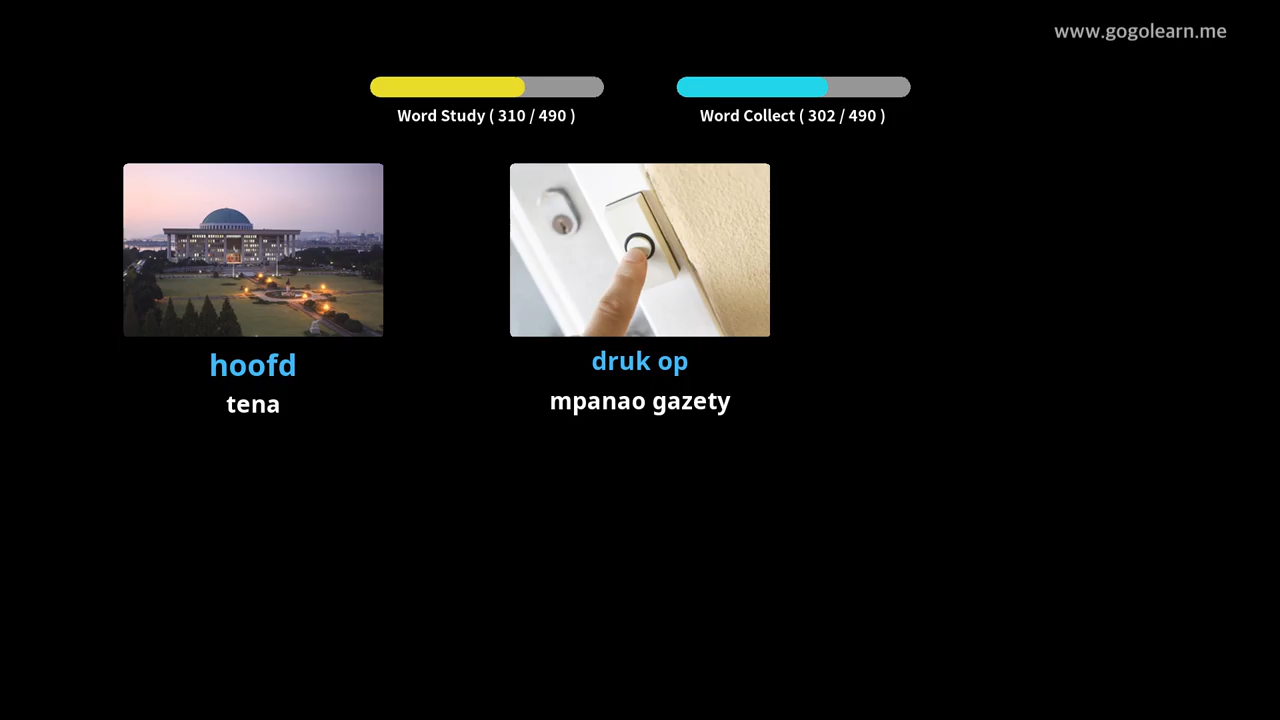 www.gogolearn.me
Word Study ( 310 / 490 )
Word Collect ( 302 / 490 )
hoofd
tena
druk op
mpanao gazety